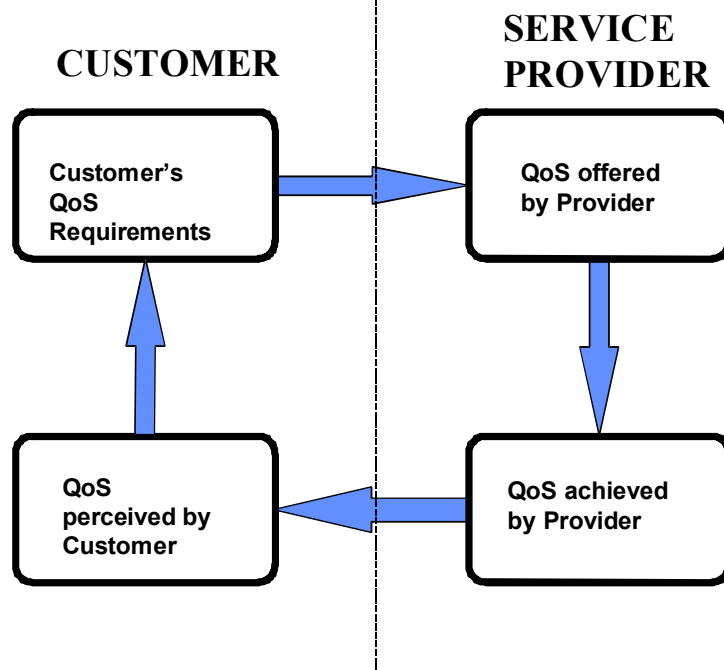 CUSTOMER
SERVICE
PROVIDER
Customer's
QoS
Requirements
QoS offered
by Provider
QoS
perceived by
Customer
QoS achieved
by Provider